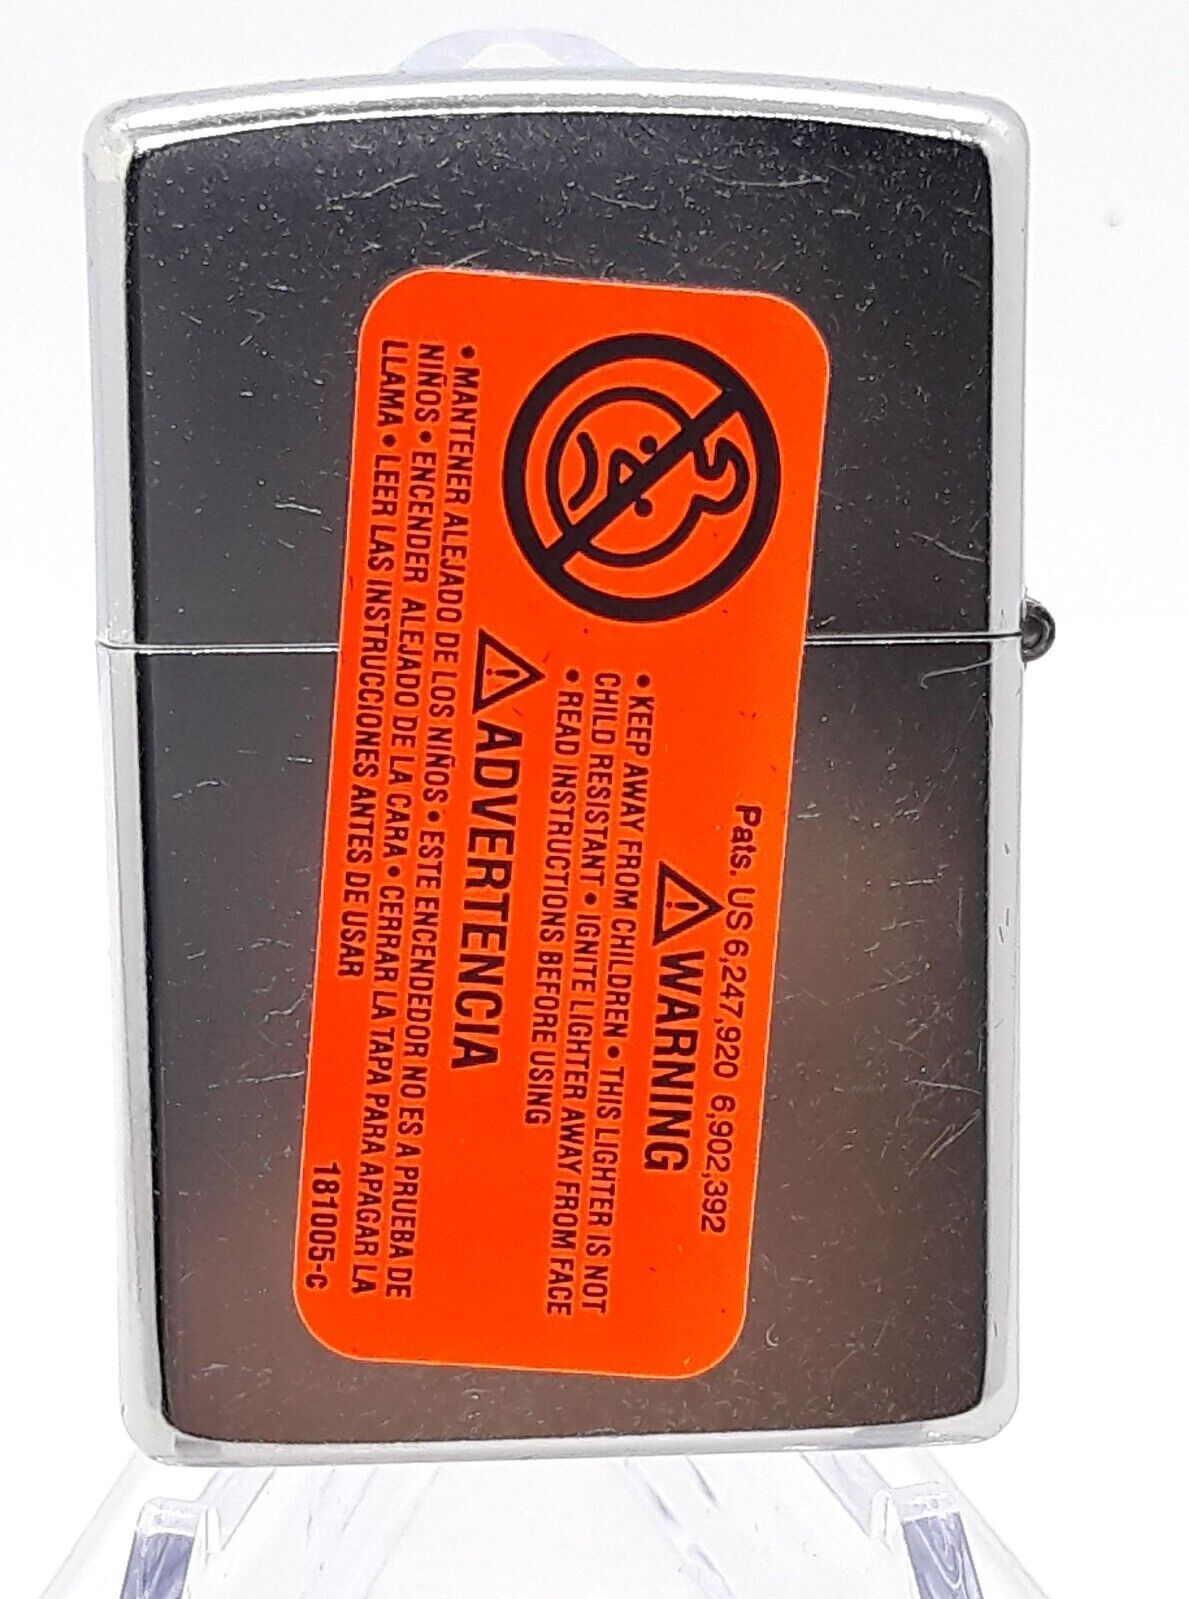 Pats. US 6,247,920 6,902,392
WARNING
• KEEP AWAY FROM CHILDREN • THIS LIGHTER IS NOT
CHILD RESISTANT • IGNITE LIGHTER AWAY FROM FACE
• READ INSTRUCTIONS BEFORE USING
ADVERTENCIA
• MANTENER ALEJADO DE LOS NIÑOS • ESTE ENCENDEDOR NO ES A PRUEBA DE
NIÑOS • ENCENDER ALEJADO DE LA CARA • CERRAR LA TAPA PARA APAGAR LA
LLAMA • LEER LAS INSTRUCCIONES ANTES DE USAR
181005-c